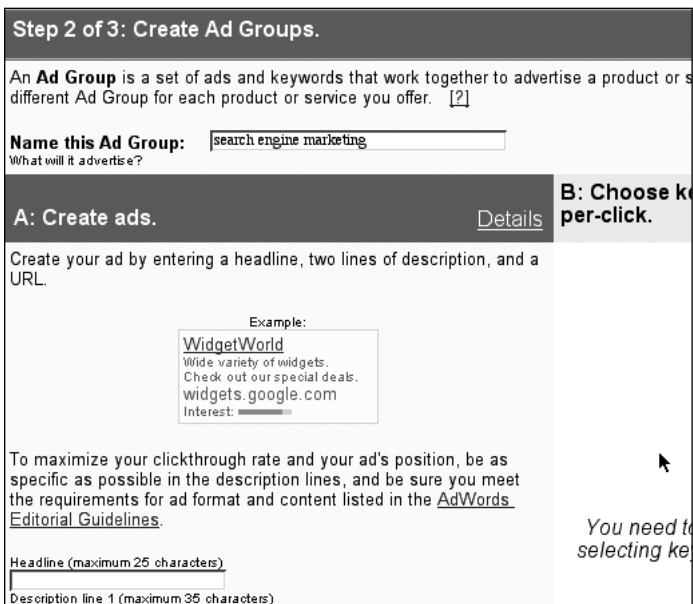 Step 2 of 3: Create Ad Groups.
An Ad Group is a set of ads and keywords that work together to advertise a product or
different Ad Group for each product or service you offer. [?]
Name this Ad Group: search engine marketing
What will it advertise?
A: Create ads. Details
Create your ad by entering a headline, two lines of description, and a
URL.
Example:
WidgetWorld
Wide variety of widgets.
Check out our special deals.
widgets.google.com
Interest:
To maximize your clickthrough rate and your ad's position, be as
specific as possible in the description lines, and be sure you meet
the requirements for ad format and content listed in the AdWords
Editorial Guidelines.
Headline (maximum 25 characters)
Description line 1 (maximum 35 characters)
B: Choose
per-click.
You need
selecting